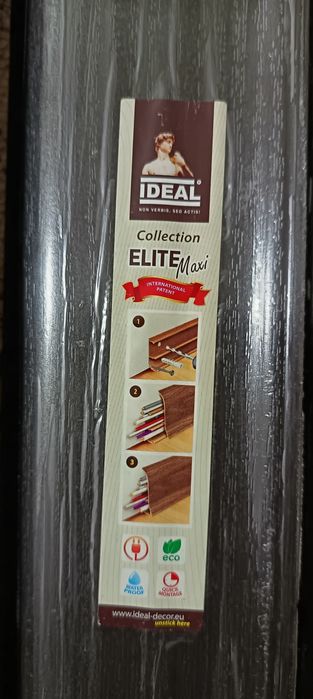 IDEAL
NON VERBIS, SED ACTIS!
Collection
ELITE Maxi
INTERNATIONAL
PATENT
1
2
3
eco
WATER
PROOF
QUICK
MONTAGE
www.ideal-decor.eu
unstick here